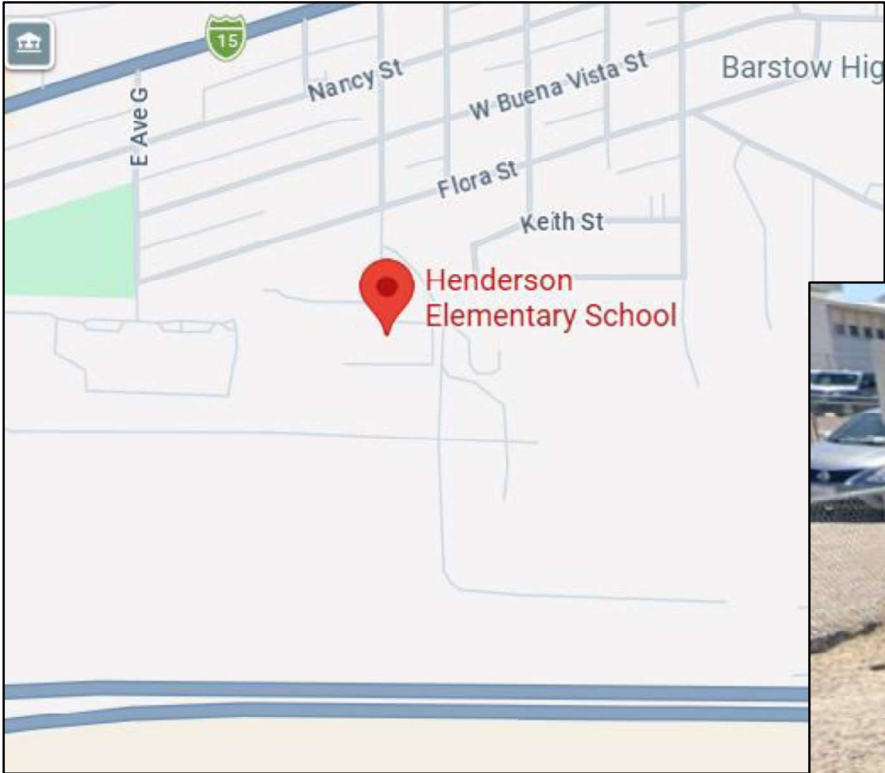 15
Nancy St
W Buena Vista St
Barstow Hig
E Ave G
Flora St
Keith St
Henderson
Elementary School